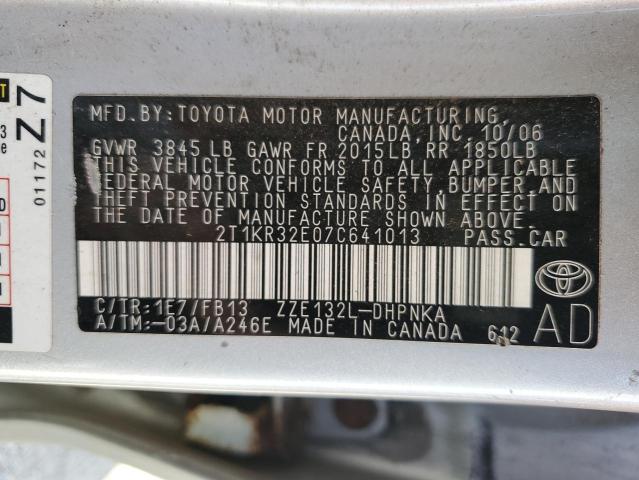 MFD. BY: TOYOTA MOTOR MANUFACTURING,
CANADA, INC. 10/06
GVWR 3845 LB GAWR FR 2015LB RR 1850LB
THIS VEHICLE CONFORMS TO ALL APPLICABLE
FEDERAL MOTOR VEHICLE SAFETY, BUMPER, AND
THEFT PREVENTION STANDARDS IN EFFECT ON
THE DATE OF MANUFACTURE SHOWN ABOVE.
2T1KR32E07C641013 PASS. CAR
C/TR: 1E7/FB13 ZZE132L-DHPNKA
A/TM: -03A/A246E MADE IN CANADA 612
TOYOTA
AD
Z 7
01172